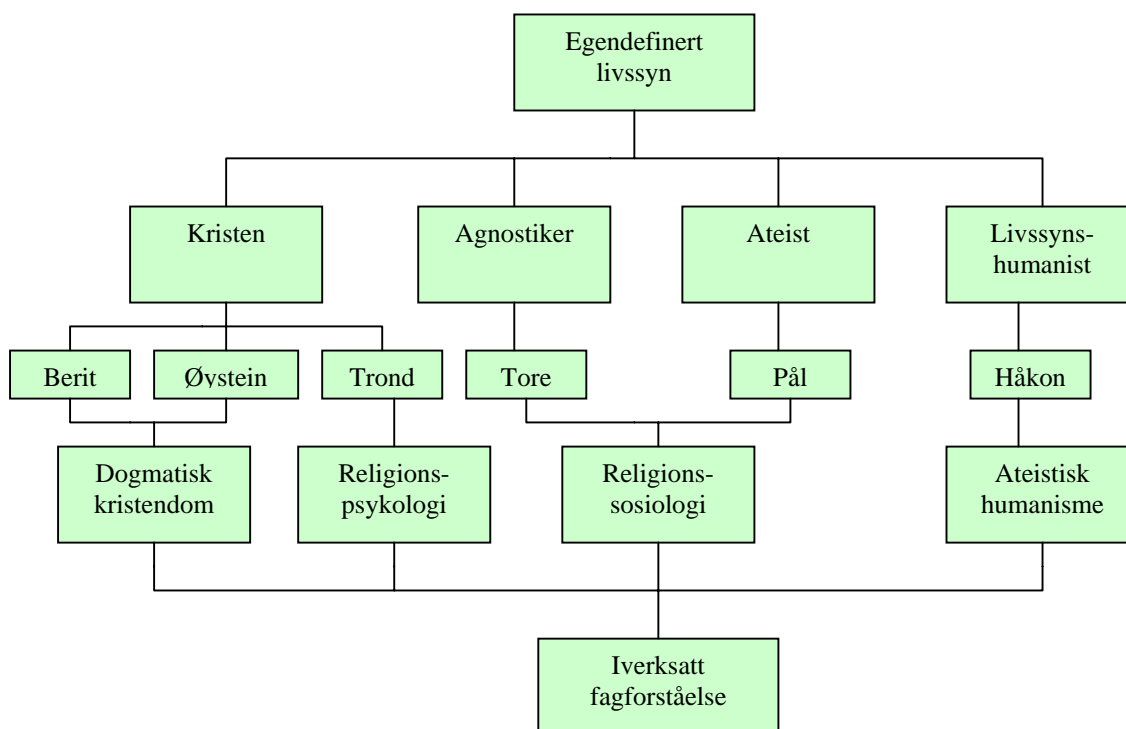 Egendefinert
livssyn
Kristen
Agnostiker
Ateist
Livssyns-
humanist
Berit
Øystein
Trond
Tore
Pål
Håkon
Dogmatisk
kristendom
Religions-
psykologi
Religions-
sosiologi
Ateistisk
humanisme
Iverksatt
fagforståelse